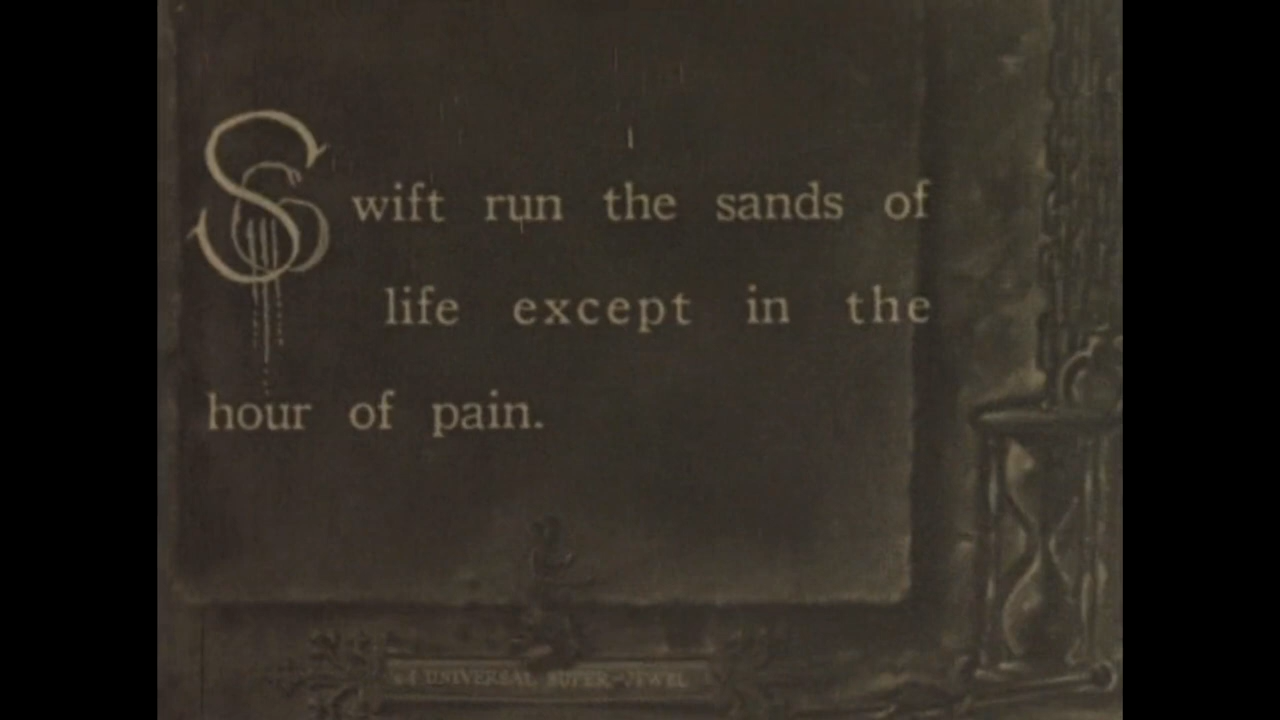 Swift run the sands of
life except in the
hour of pain.
A UNIVERSAL SUPER-JEWEL